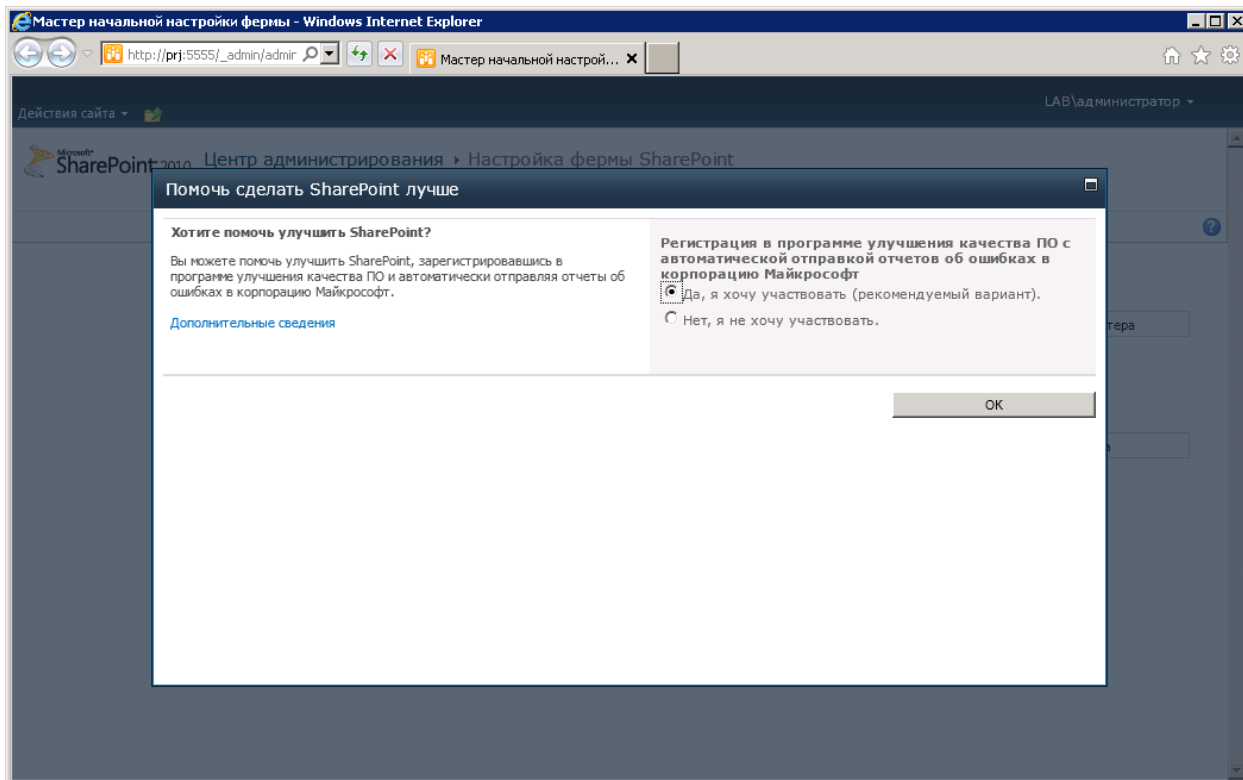 Мастер начальной настройки фермы - Windows Internet Explorer
http://prj:5555/_admin/admir
Мастер начальной настрой...
Действия сайта
LAB\администратор
Microsoft
SharePoint 2010
Центр администрирования ▸ Настройка фермы SharePoint
Помочь сделать SharePoint лучше
Хотите помочь улучшить SharePoint?
Вы можете помочь улучшить SharePoint, зарегистрировавшись в
программе улучшения качества ПО и автоматически отправляя отчеты об
ошибках в корпорацию Майкрософт.
Дополнительные сведения
Регистрация в программе улучшения качества ПО с
автоматической отправкой отчетов об ошибках в
корпорацию Майкрософт
Да, я хочу участвовать (рекомендуемый вариант).
Нет, я не хочу участвовать.
тера
OK
а